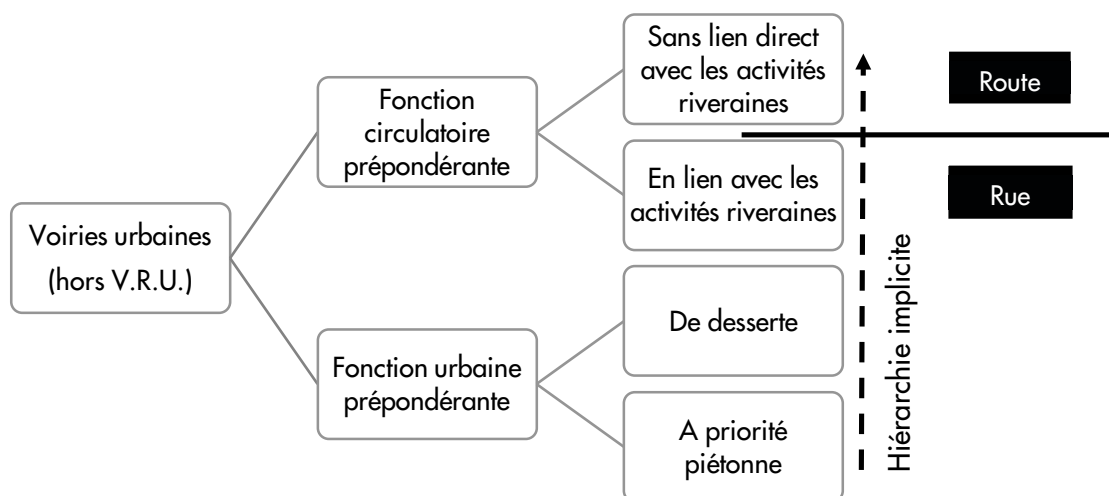 Voiries urbaines
(hors V.R.U.)
Fonction
circulatoire
prépondérante
Fonction urbaine
prépondérante
Sans lien direct
avec les activités
riveraines
En lien avec les
activités riveraines
De desserte
A priorité
piétonne
Hiérarchie implicite
Route
Rue